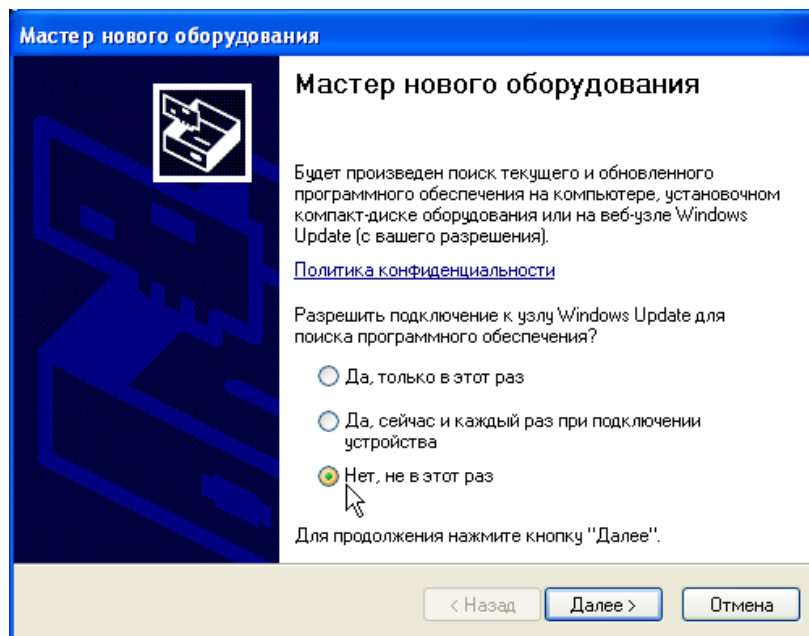 Мастер нового оборудования
Мастер нового оборудования
Будет произведен поиск текущего и обновленного
программного обеспечения на компьютере, установочном
компакт-диске оборудования или на веб-узле Windows
Update (с вашего разрешения).
Политика конфиденциальности
Разрешить подключение к узлу Windows Update для
поиска программного обеспечения?
Да, только в этот раз
Да, сейчас и каждый раз при подключении
устройства
Нет, не в этот раз
Для продолжения нажмите кнопку "Далее".
< Назад Далее > Отмена